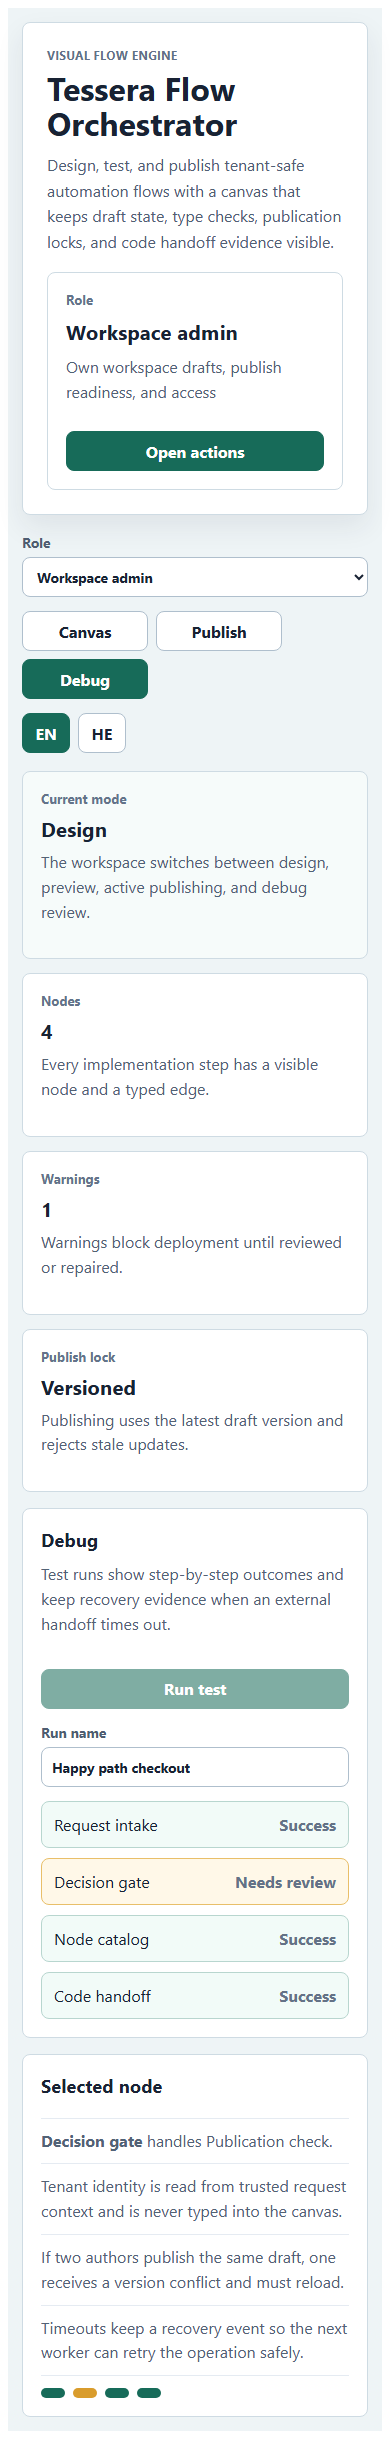 VISUAL FLOW ENGINE
Tessera Flow
Orchestrator
Design, test, and publish tenant-safe
automation flows with a canvas that
keeps draft state, type checks, publication
locks, and code handoff evidence visible.
Role
Workspace admin
Own workspace drafts, publish
readiness, and access
Open actions
Role
Workspace admin
Canvas
Publish
Debug
EN
HE
Current mode
Design
The workspace switches between design,
preview, active publishing, and debug
review.
Nodes
4
Every implementation step has a visible
node and a typed edge.
Warnings
1
Warnings block deployment until reviewed
or repaired.
Publish lock
Versioned
Publishing uses the latest draft version and
rejects stale updates.
Debug
Test runs show step-by-step outcomes and
keep recovery evidence when an external
handoff times out.
Run test
Run name
Happy path checkout
Request intake Success
Decision gate Needs review
Node catalog Success
Code handoff Success
Selected node
Decision gate handles Publication check.
Tenant identity is read from trusted request
context and is never typed into the canvas.
If two authors publish the same draft, one
receives a version conflict and must reload.
Timeouts keep a recovery event so the next
worker can retry the operation safely.